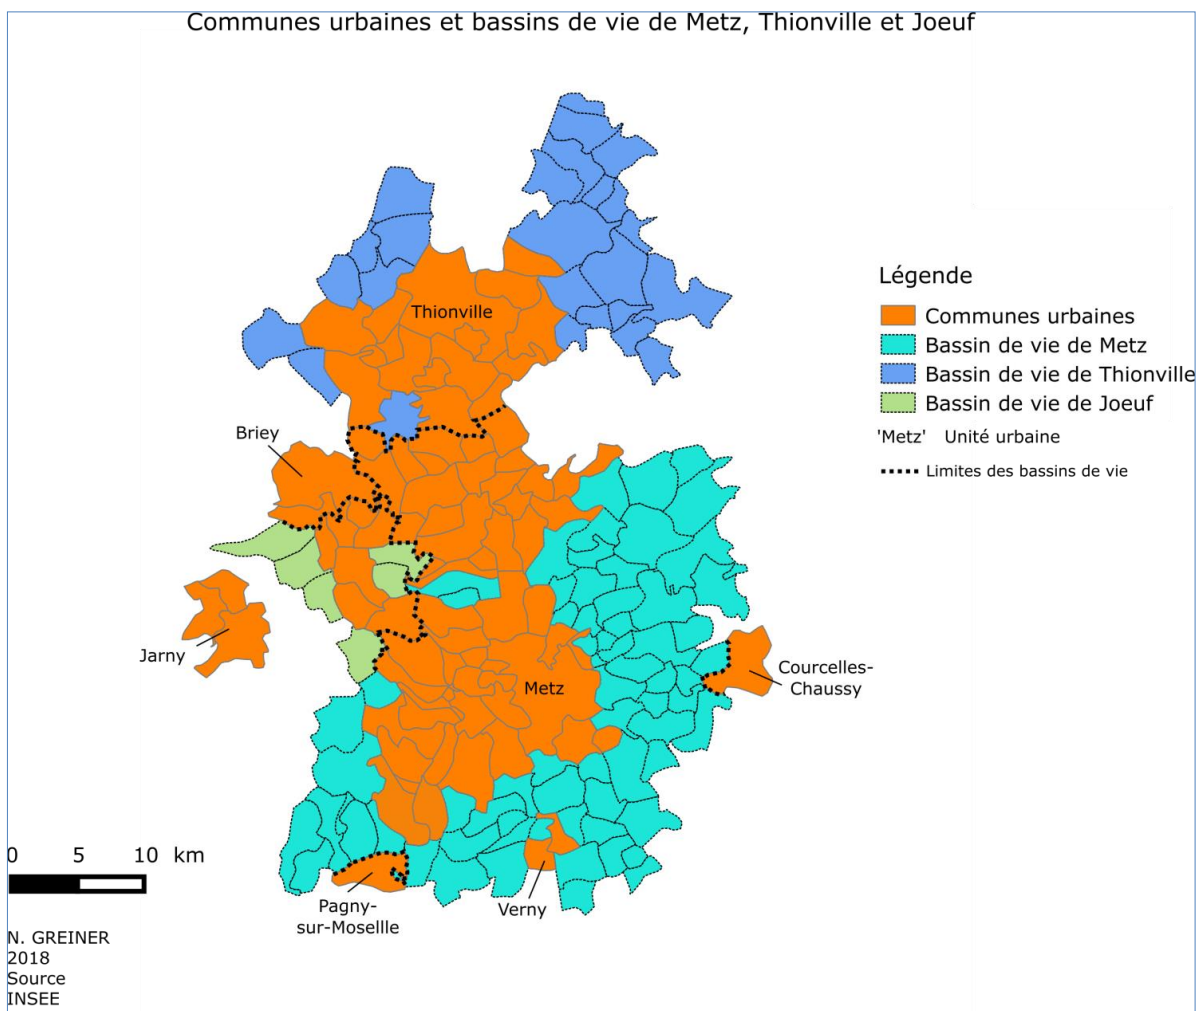 Communes urbaines et bassins de vie de Metz, Thionville et Joeuf
Thionville
Briey
Jarny
Metz
Courcelles-
Chaussy
Pagny-
sur-Mosellle
Verny
Légende
Communes urbaines
Bassin de vie de Metz
Bassin de vie de Thionville
Bassin de vie de Joeuf
'Metz' Unité urbaine
Limites des bassins de vie
0 5 10 km
N. GREINER
2018
Source
INSEE